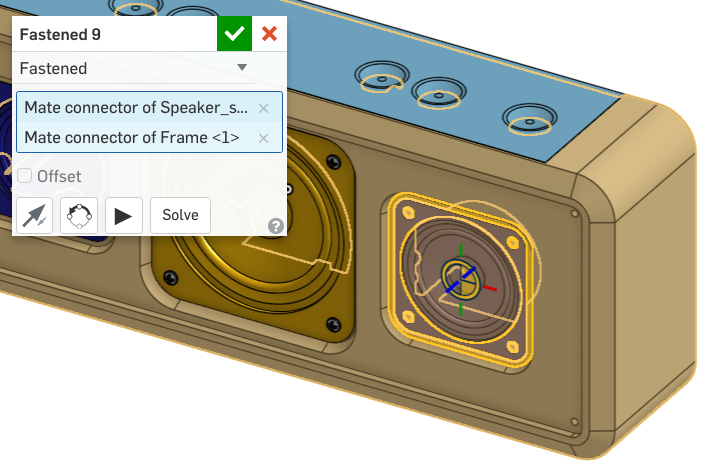 Fastened 9
Fastened
Mate connector of Speaker_s...
Mate connector of Frame <1>
Offset
Solve